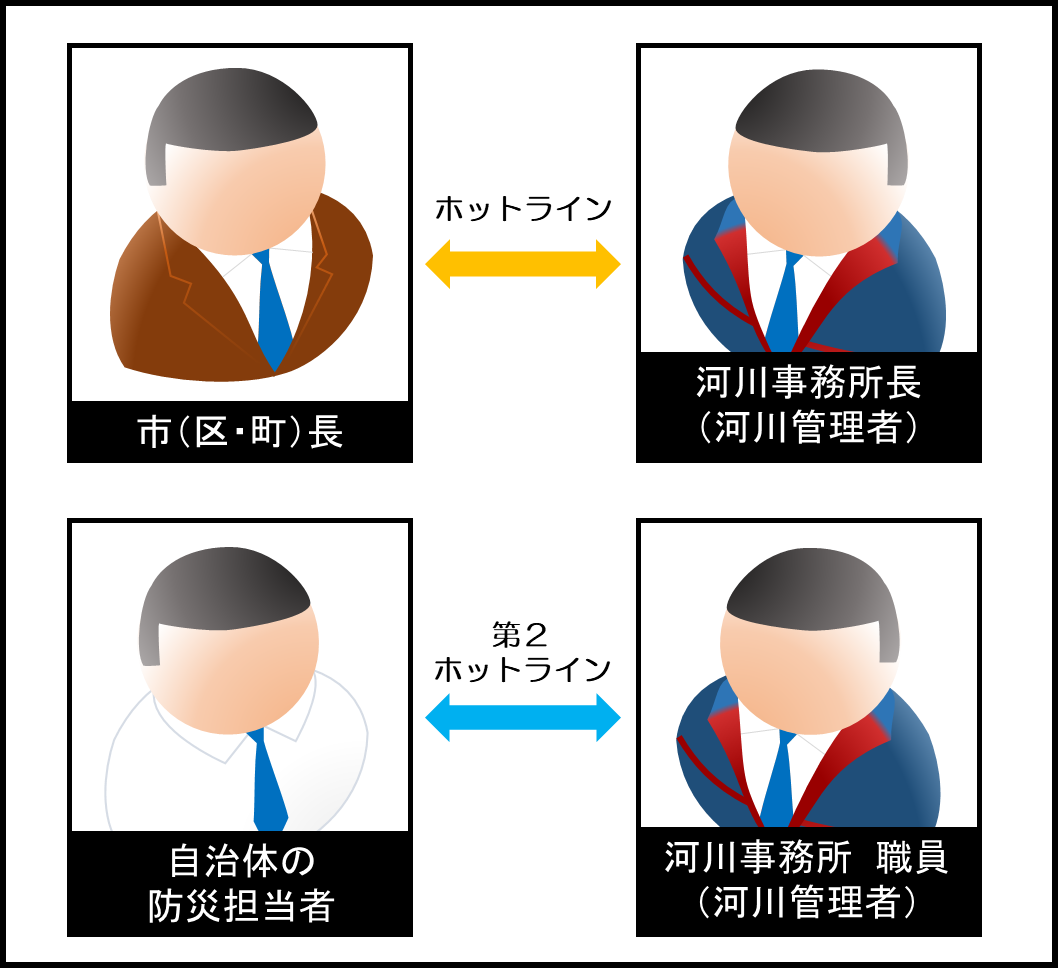 ホットライン
市(区・町)長
河川事務所長
(河川管理者)
第2
ホットライン
自治体の
防災担当者
河川事務所 職員
(河川管理者)